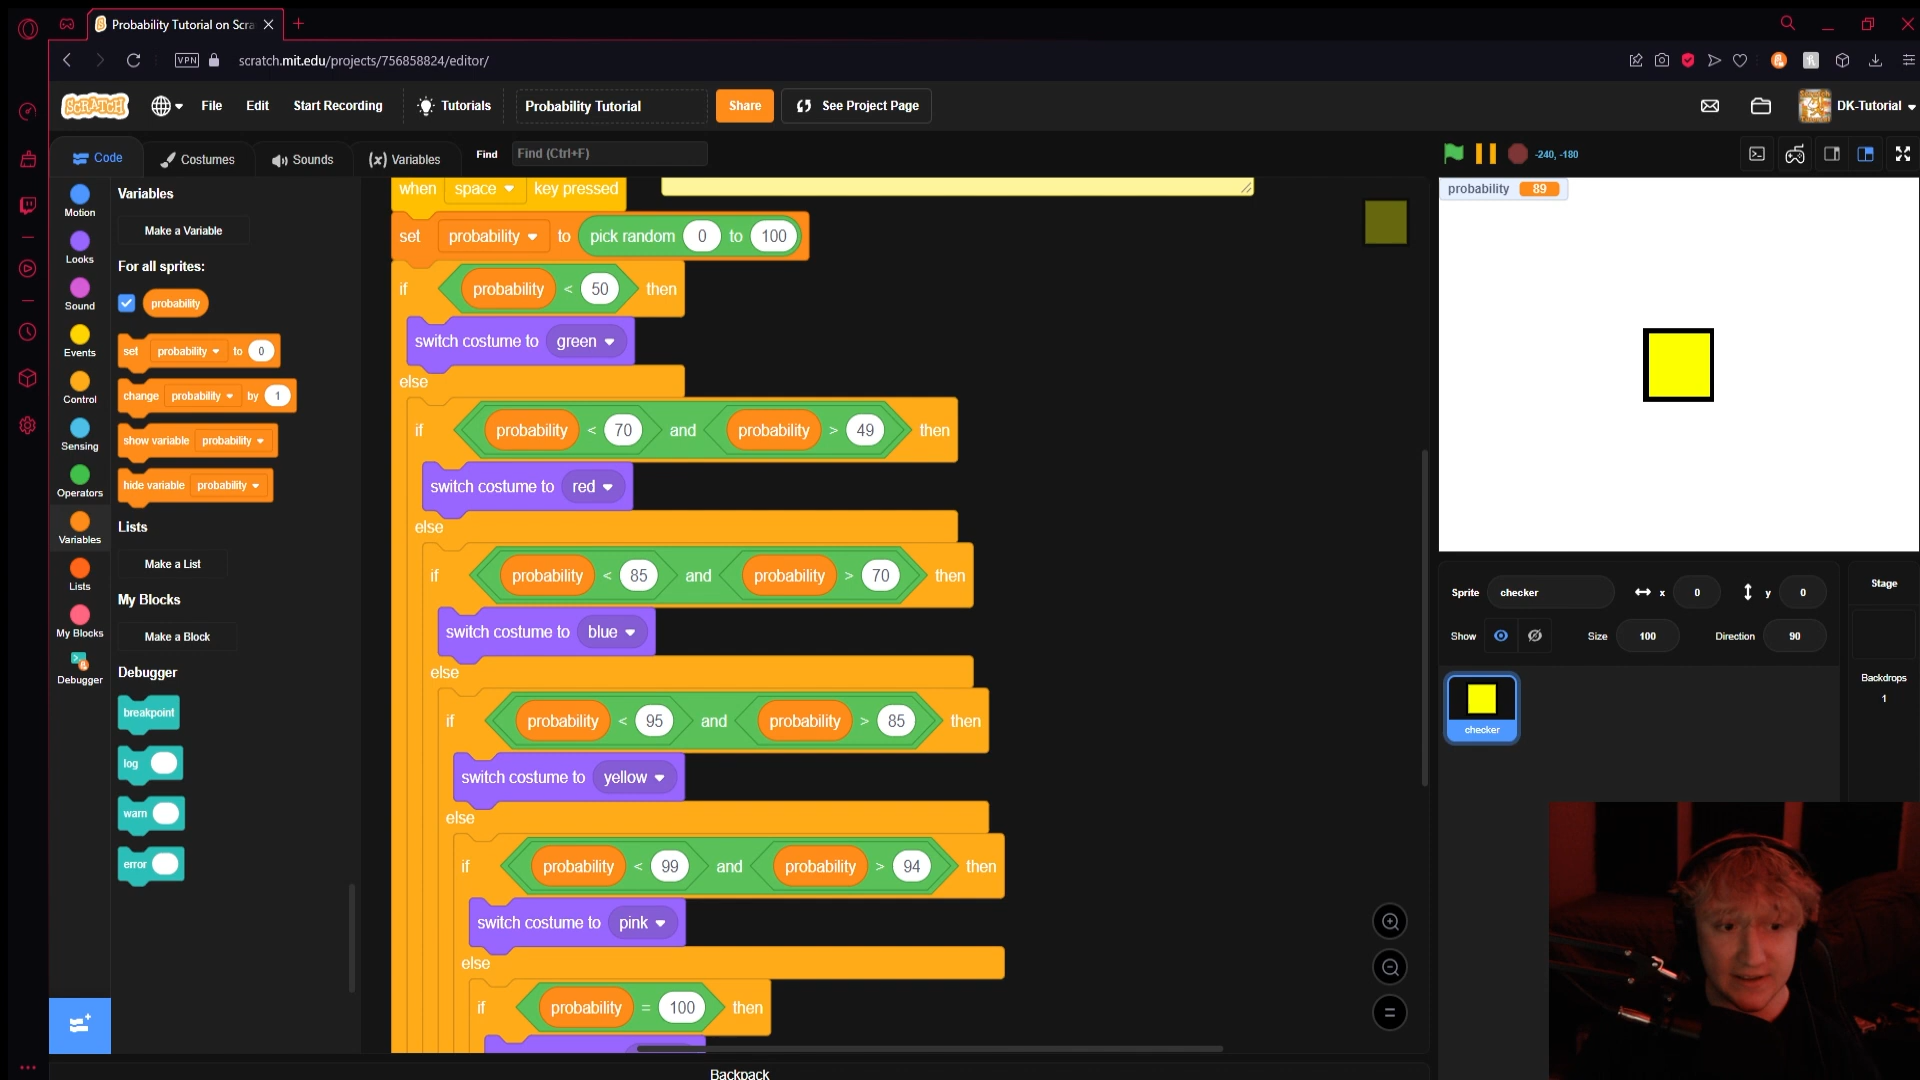 Probability Tutorial on Scra
VPN scratch.mit.edu/projects/756858824/editor/
SCRATCH File Edit Start Recording Tutorials Probability Tutorial Share See Project Page DK-Tutorial
Code Costumes Sounds (x) Variables Find Find (Ctrl+F) -240, -180
Motion
Looks
Sound
Events
Control
Sensing
Operators
Variables
Lists
My Blocks
Debugger
Variables
Make a Variable
For all sprites:
probability
set probability to 0
change probability by 1
show variable probability
hide variable probability
Lists
Make a List
My Blocks
Make a Block
Debugger
breakpoint
log
warn
error
when space key pressed
set probability to pick random 0 to 100
if probability < 50 then
switch costume to green
else
if probability < 70 and probability > 49 then
switch costume to red
else
if probability < 85 and probability > 70 then
switch costume to blue
else
if probability < 95 and probability > 85 then
switch costume to yellow
else
if probability < 99 and probability > 94 then
switch costume to pink
else
if probability = 100 then
Backpack
probability 89
Sprite checker x 0 y 0
Show Size 100 Direction 90
checker
Stage
Backdrops
1